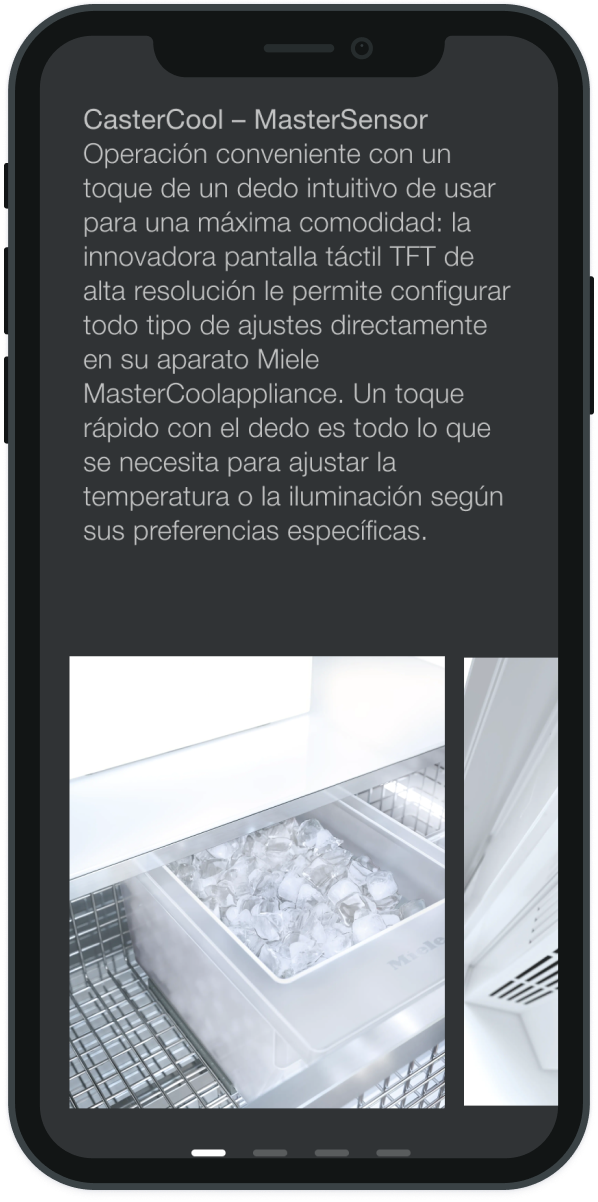 CasterCool – MasterSensor
Operación conveniente con un
toque de un dedo intuitivo de usar
para una máxima comodidad: la
innovadora pantalla táctil TFT de
alta resolución le permite configurar
todo tipo de ajustes directamente
en su aparato Miele
MasterCoolappliance. Un toque
rápido con el dedo es todo lo que
se necesita para ajustar la
temperatura o la iluminación según
sus preferencias específicas.
Miele